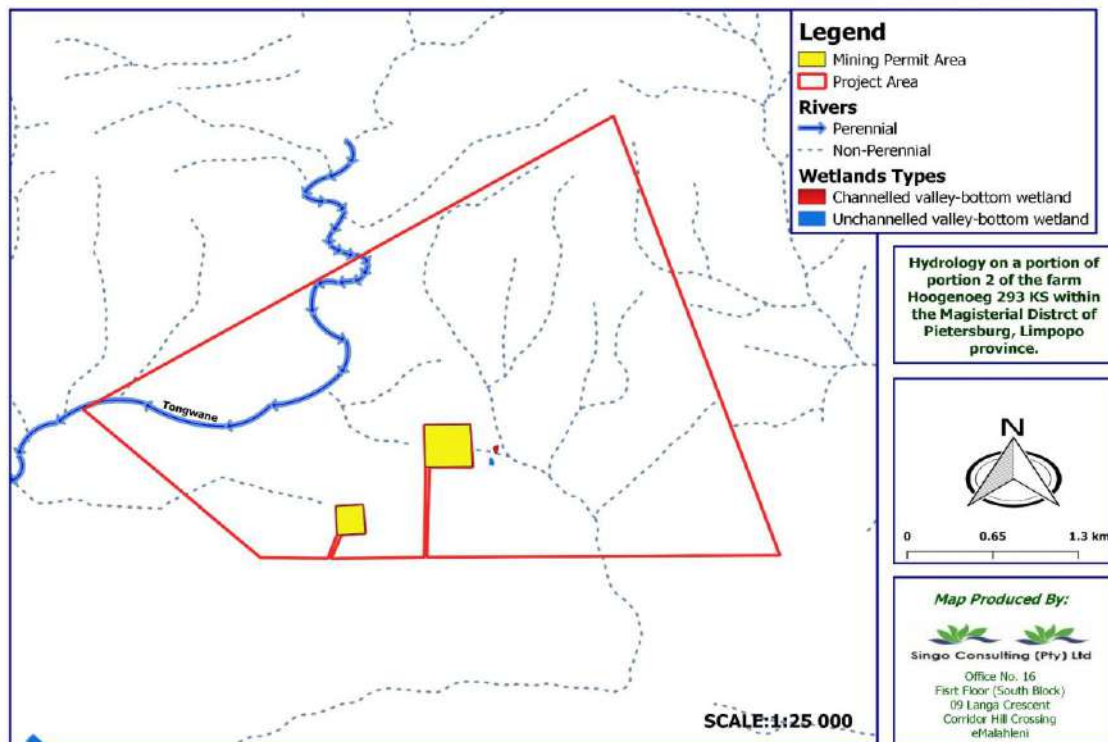 Legend
Mining Permit Area
Project Area
Rivers
Perennial
Non-Perennial
Wetlands Types
Channelled valley-bottom wetland
Unchannelled valley-bottom wetland
Hydrology on a portion of
portion 2 of the farm
Hoogenoeg 293 KS within
the Magisterial Distrct of
Pietersburg, Limpopo
province.
N
0 0.65 1.3 km
Map Produced By:
Singo Consulting (Pty) Ltd
Office No. 16
Fisrt Floor (South Block)
09 Langa Crescent
Corridor Hill Crossing
eMalahleni
Tongwane
SCALE:1:25 000